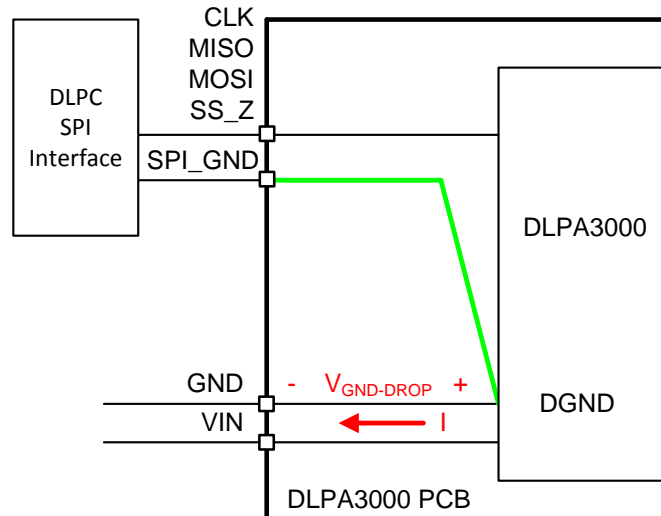 CLK
MISO
MOSI
SS_Z
DLPC
SPI
Interface
SPI_GND
DLPA3000
GND
- VGND-DROP +
DGND
VIN
I
DLPA3000 PCB